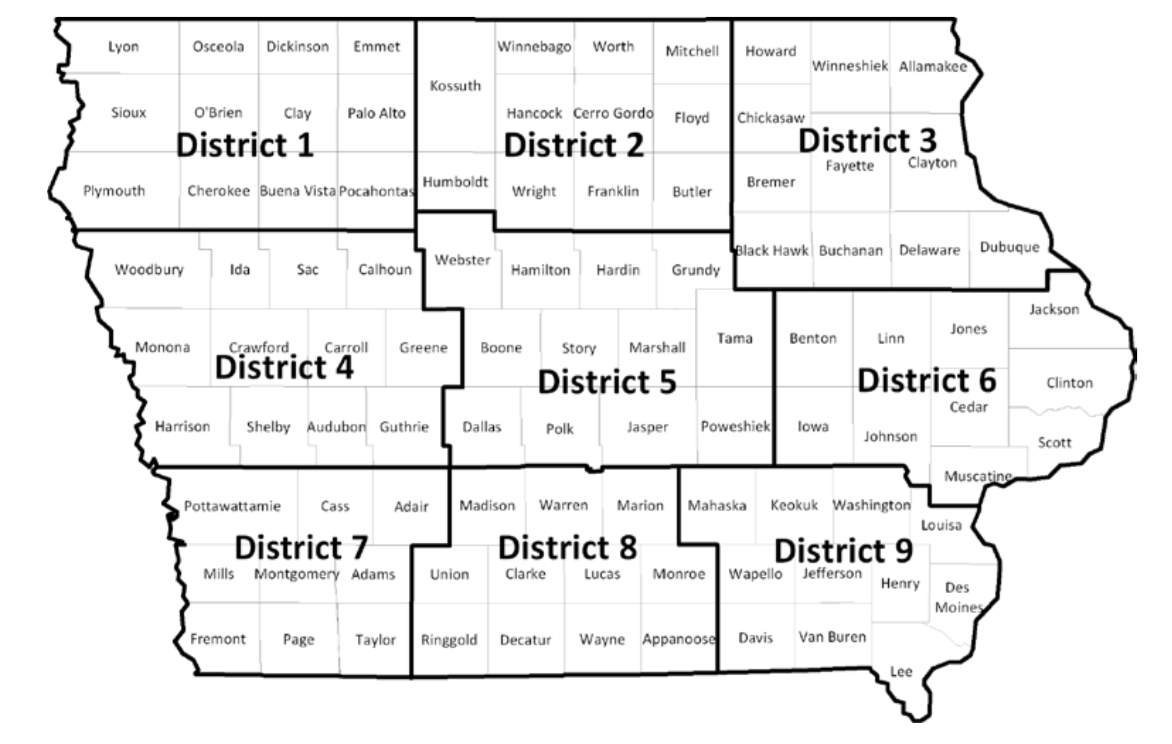 Lyon Osceola Dickinson Emmet Winnebago Worth Mitchell Howard Winneshiek Allamakee
Kossuth
Sioux O'Brien Clay Palo Alto Hancock Cerro Gordo Floyd Chickasaw
District 1 District 2 District 3
Fayette Clayton
Plymouth Cherokee Buena Vista Pocahontas Humboldt Wright Franklin Butler Bremer
Woodbury Ida Sac Calhoun Webster Hamilton Hardin Grundy Black Hawk Buchanan Delaware Dubuque
Monona Crawford Carroll Greene Boone Story Marshall Tama Benton Linn Jones Jackson
District 4 District 5 District 6
Clinton
Cedar
Harrison Shelby Audubon Guthrie Dallas Polk Jasper Poweshiek Iowa Johnson Scott
Muscatine
Pottawattamie Cass Adair Madison Warren Marion Mahaska Keokuk Washington
Louisa
District 7 District 8 District 9
Mills Montgomery Adams Union Clarke Lucas Monroe Wapello Jefferson Henry Des
Moines
Fremont Page Taylor Ringgold Decatur Wayne Appanoose Davis Van Buren
Lee